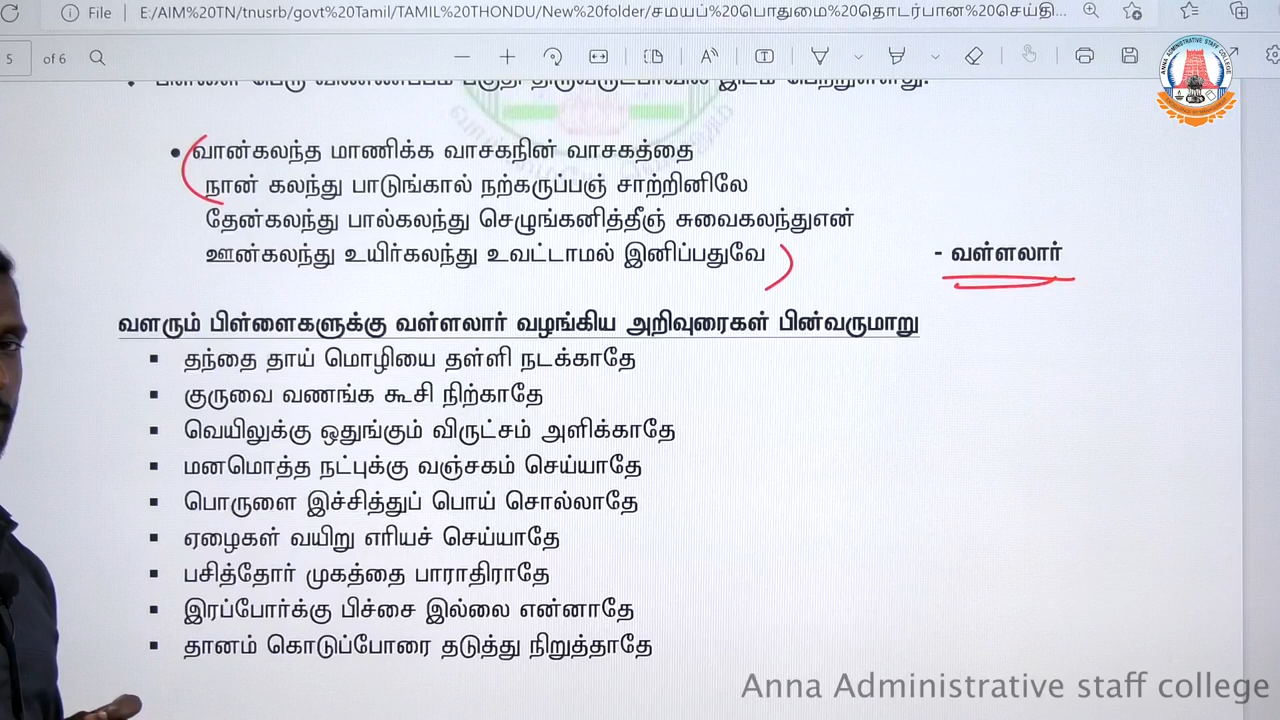 File E:/AIM%20TN/tnusrb/govt%20Tamil/TAMIL%20THONDU/New%20folder/சமயப்%20பொதுமை%20தொடர்பான%20செய்தி...
5 of 6
ANNA ADMINISTRATIVE STAFF COLLEGE
• வான்கலந்த மாணிக்க வாசகநின் வாசகத்தை
நான் கலந்து பாடுங்கால் நற்கருப்பஞ் சாற்றினிலே
தேன்கலந்து பால்கலந்து செழுங்கனித்தீஞ் சுவைகலந்துஎன்
ஊன்கலந்து உயிர்கலந்து உவட்டாமல் இனிப்பதுவே - வள்ளலார்
வளரும் பிள்ளைகளுக்கு வள்ளலார் வழங்கிய அறிவுரைகள் பின்வருமாறு
▪ தந்தை தாய் மொழியை தள்ளி நடக்காதே
▪ குருவை வணங்க கூசி நிற்காதே
▪ வெயிலுக்கு ஒதுங்கும் விருட்சம் அளிக்காதே
▪ மனமொத்த நட்புக்கு வஞ்சகம் செய்யாதே
▪ பொருளை இச்சித்துப் பொய் சொல்லாதே
▪ ஏழைகள் வயிறு எரியச் செய்யாதே
▪ பசித்தோர் முகத்தை பாராதிராதே
▪ இரப்போர்க்கு பிச்சை இல்லை என்னாதே
▪ தானம் கொடுப்போரை தடுத்து நிறுத்தாதே
Anna Administrative staff college